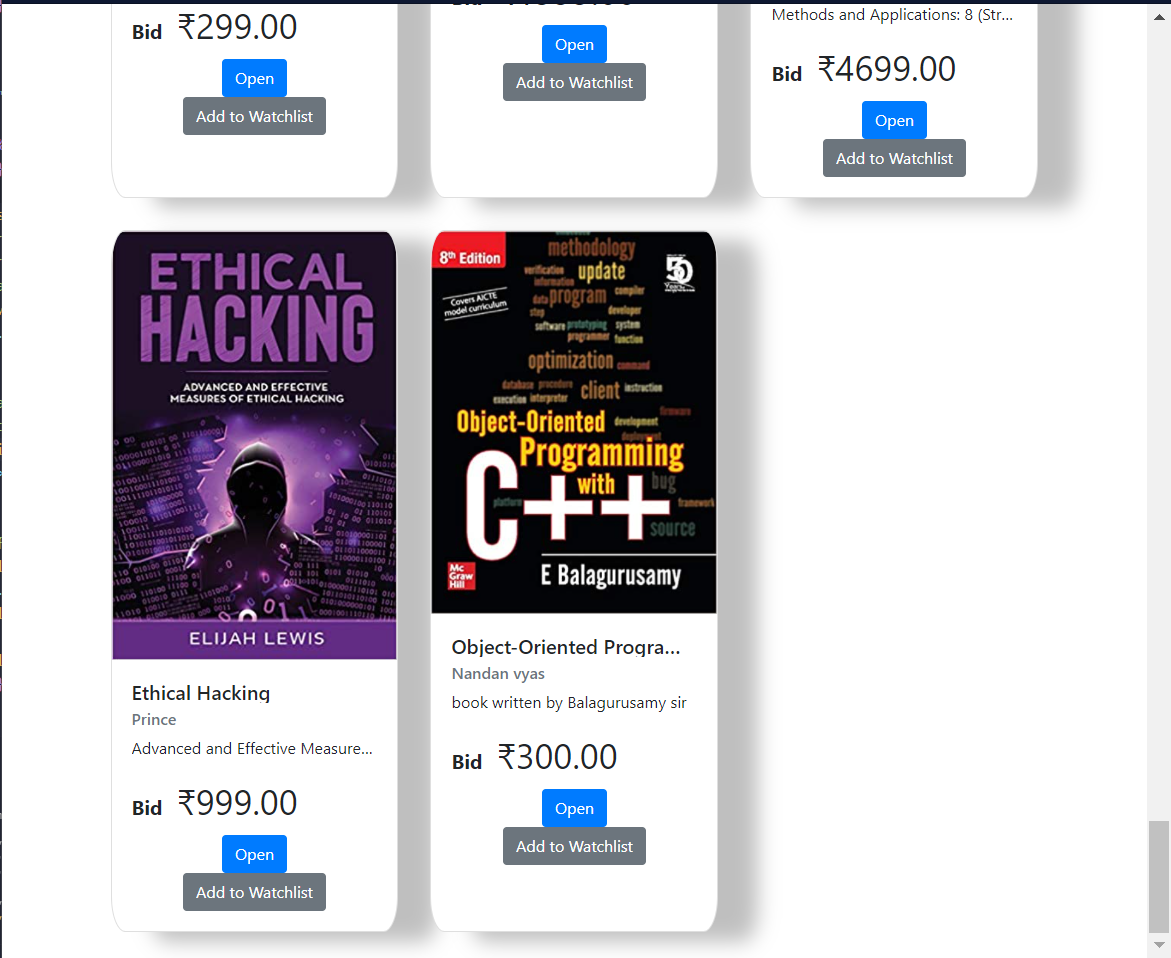 Bid ₹299.00
Open
Add to Watchlist
Open
Add to Watchlist
Methods and Applications: 8 (Str...
Bid ₹4699.00
Open
Add to Watchlist
ETHICAL
HACKING
ADVANCED AND EFFECTIVE
MEASURES OF ETHICAL HACKING
ELIJAH LEWIS
Ethical Hacking
Prince
Advanced and Effective Measure...
Bid ₹999.00
Open
Add to Watchlist
8th Edition
Covers AICTE
model curriculum
50
Years
methodology
verification update
information
data program compiler
step developer
software prototyping system
programmer function
optimization command
database procedure client instruction
execution interpreter
firmware
Object-Oriented development
deployment
Programming
with bug
C++
platform framework
source
Mc
Graw
Hill
E Balagurusamy
Object-Oriented Progra...
Nandan vyas
book written by Balagurusamy sir
Bid ₹300.00
Open
Add to Watchlist